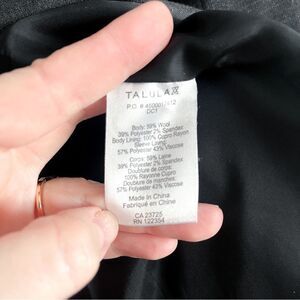 TALULA
P.O. # 450001/612
DC1
Body: 59% Wool
39% Polyester 2% Spandex
Body Lining: 100% Cupro Rayon
Sleeve Lining:
57% Polyester 43% Viscose
Corps: 59% Laine
39% Polyester 2% Spandex
Doublure de corps:
100% Rayonne Cupro
Doublure de manches:
57% Polyester 43% Viscose
Made in China
Fabriqué en Chine
CA 23725
RN 122354